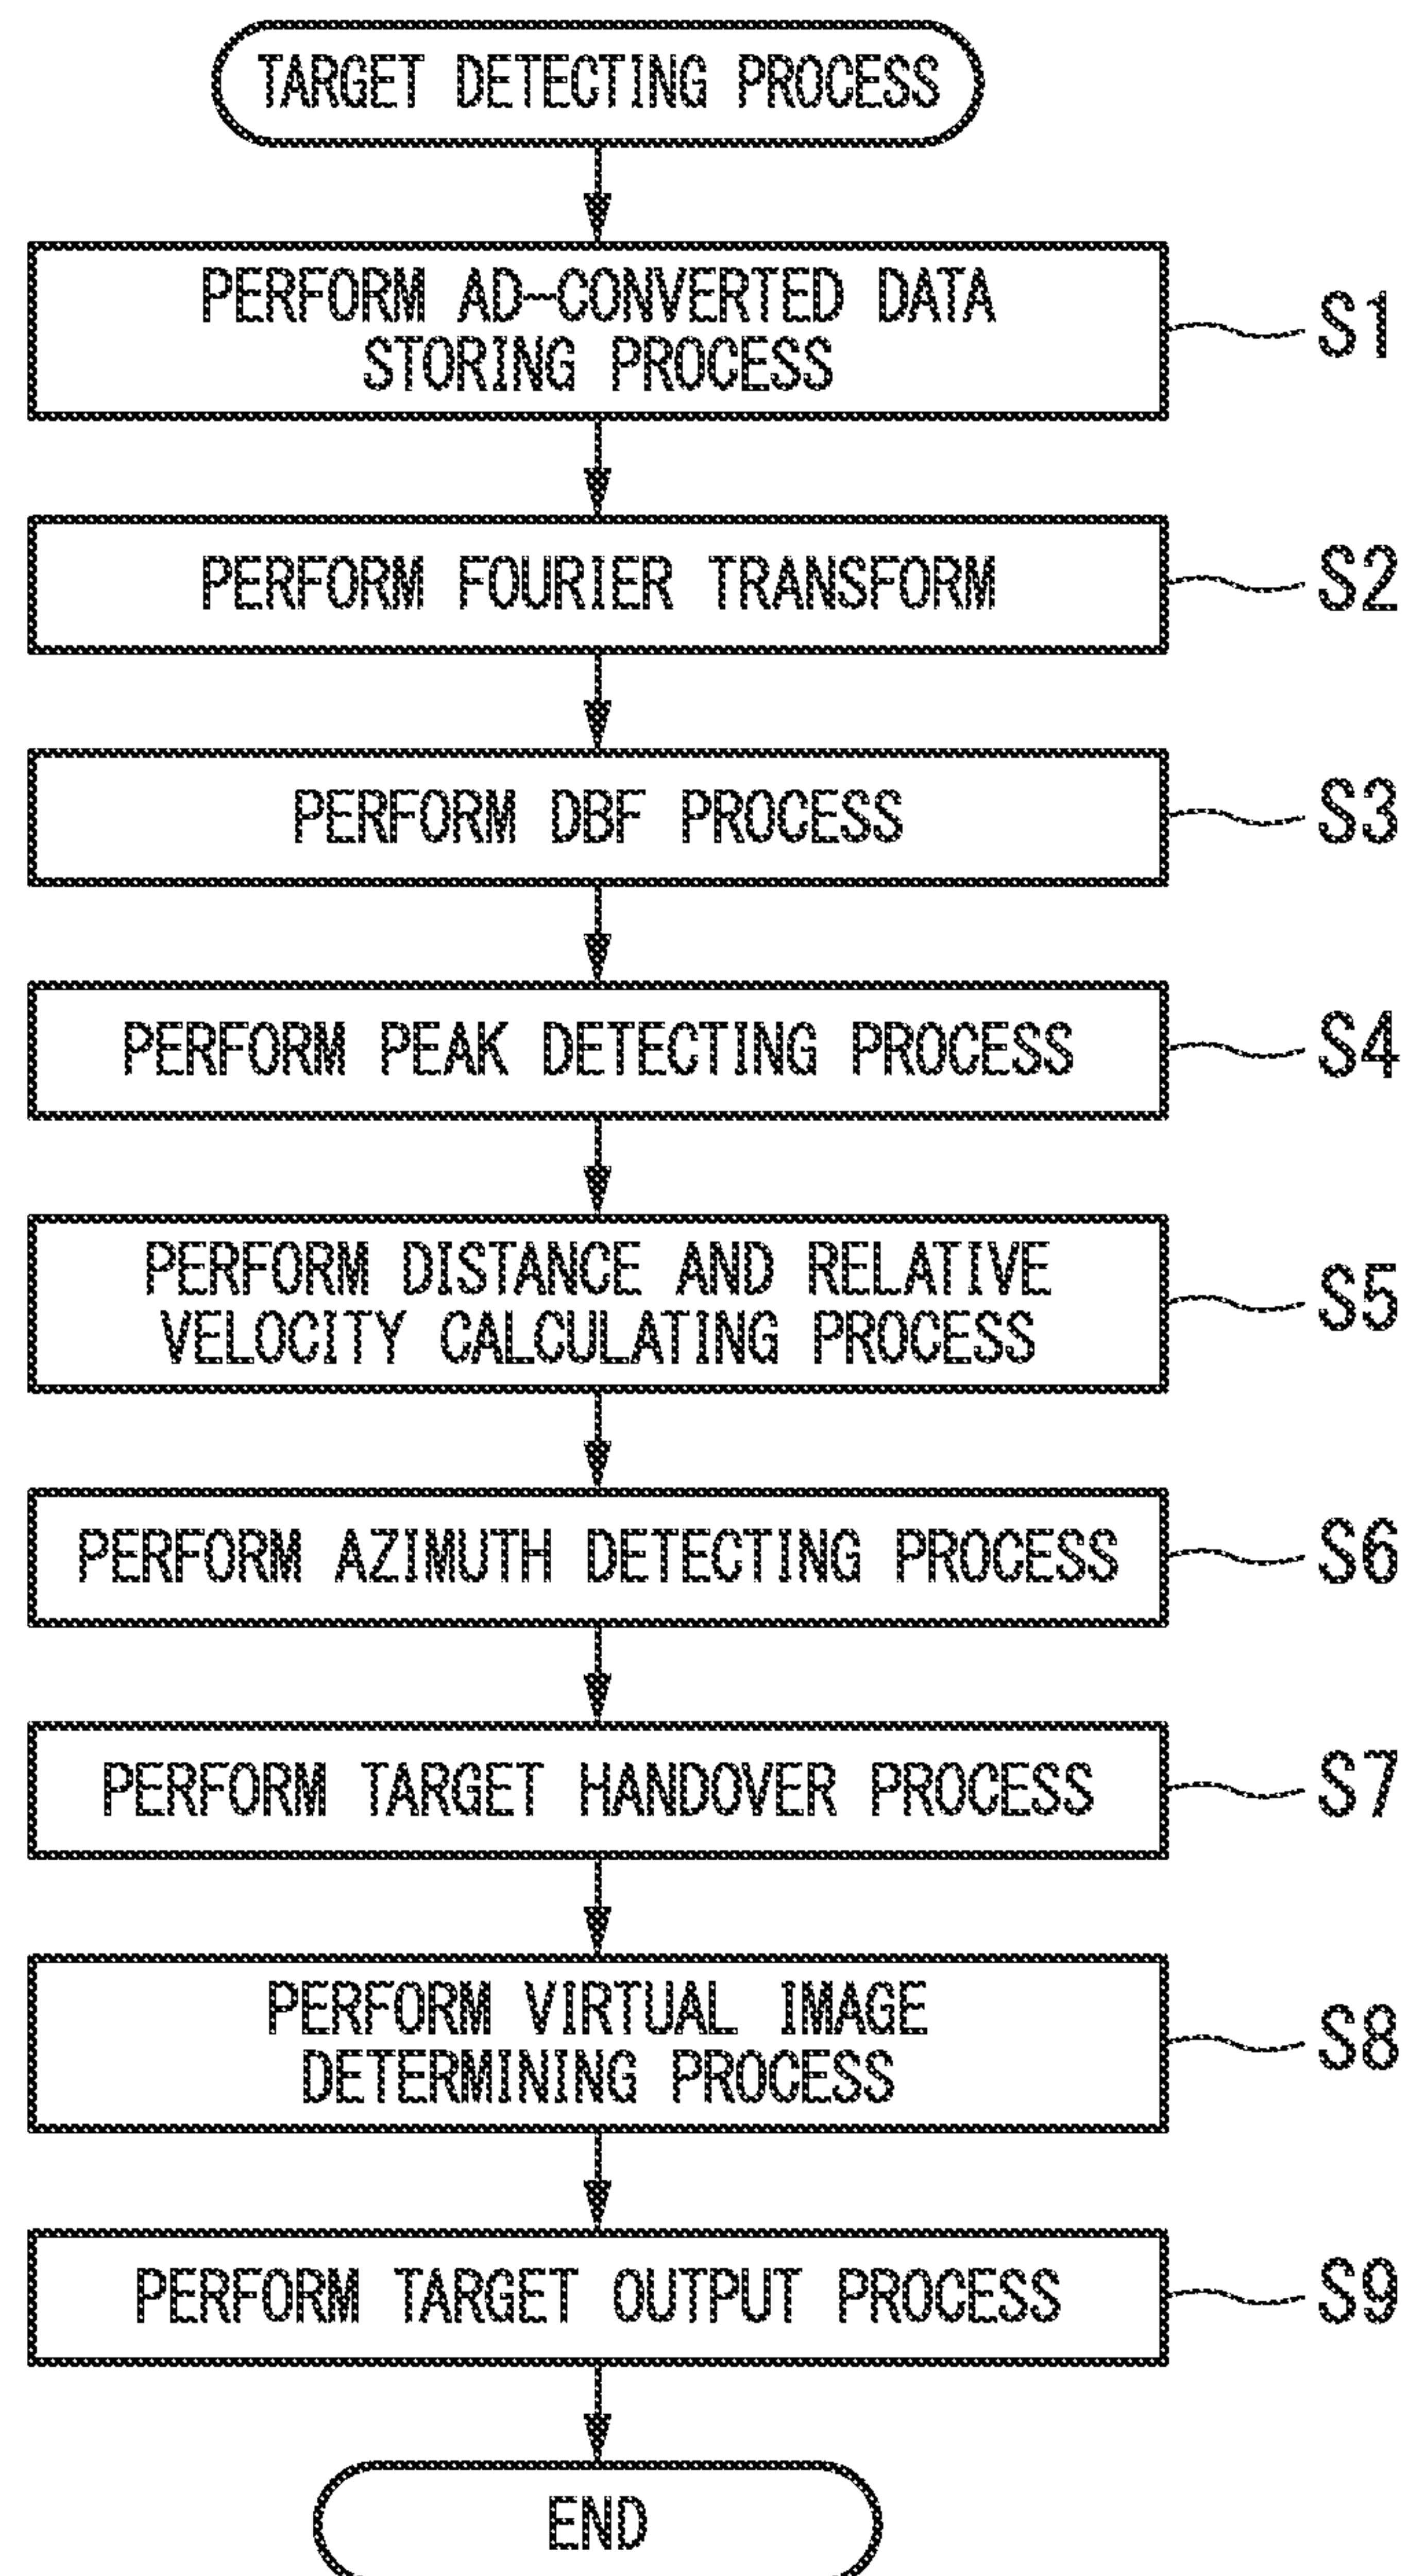 TARGET DETECTING PROCESS
PERFORM AD-CONVERTED DATA
STORING PROCESS
S1
PERFORM FOURIER TRANSFORM
S2
PERFORM DBF PROCESS
S3
PERFORM PEAK DETECTING PROCESS
S4
PERFORM DISTANCE AND RELATIVE
VELOCITY CALCULATING PROCESS
S5
PERFORM AZIMUTH DETECTING PROCESS
S6
PERFORM TARGET HANDOVER PROCESS
S7
PERFORM VIRTUAL IMAGE
DETERMINING PROCESS
S8
PERFORM TARGET OUTPUT PROCESS
S9
END